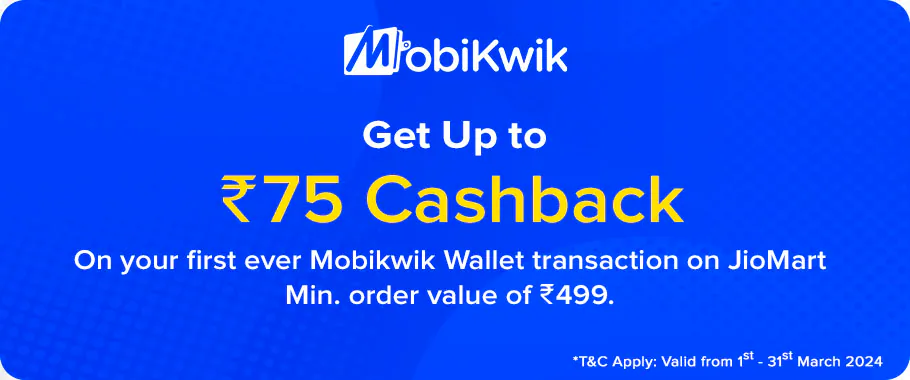 MobiKwik
Get Up to
₹75 Cashback
On your first ever Mobikwik Wallet transaction on JioMart
Min. order value of ₹499.
*T&C Apply: Valid from 1st - 31st March 2024